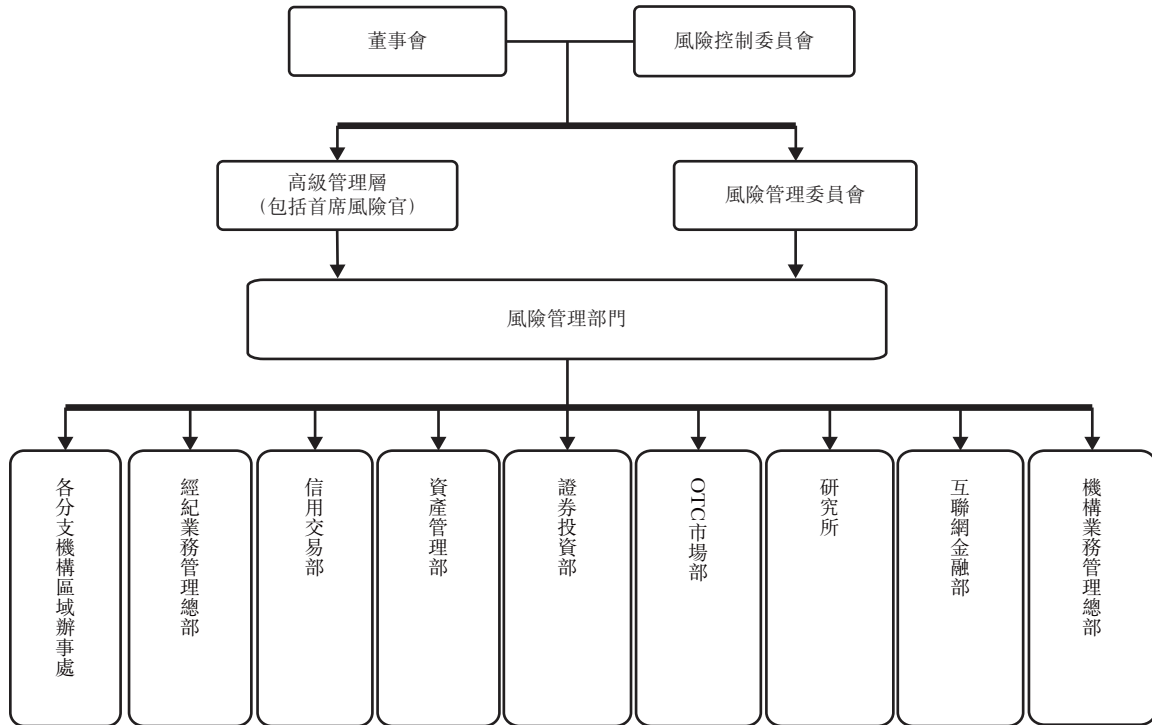 董事會
風險控制委員會
高級管理層
(包括首席風險官)
風險管理委員會
風險管理部門
各分支機構區域辦事處
經紀業務管理總部
信用交易部
資產管理部
證券投資部
OTC市場部
研究所
互聯網金融部
機構業務管理總部